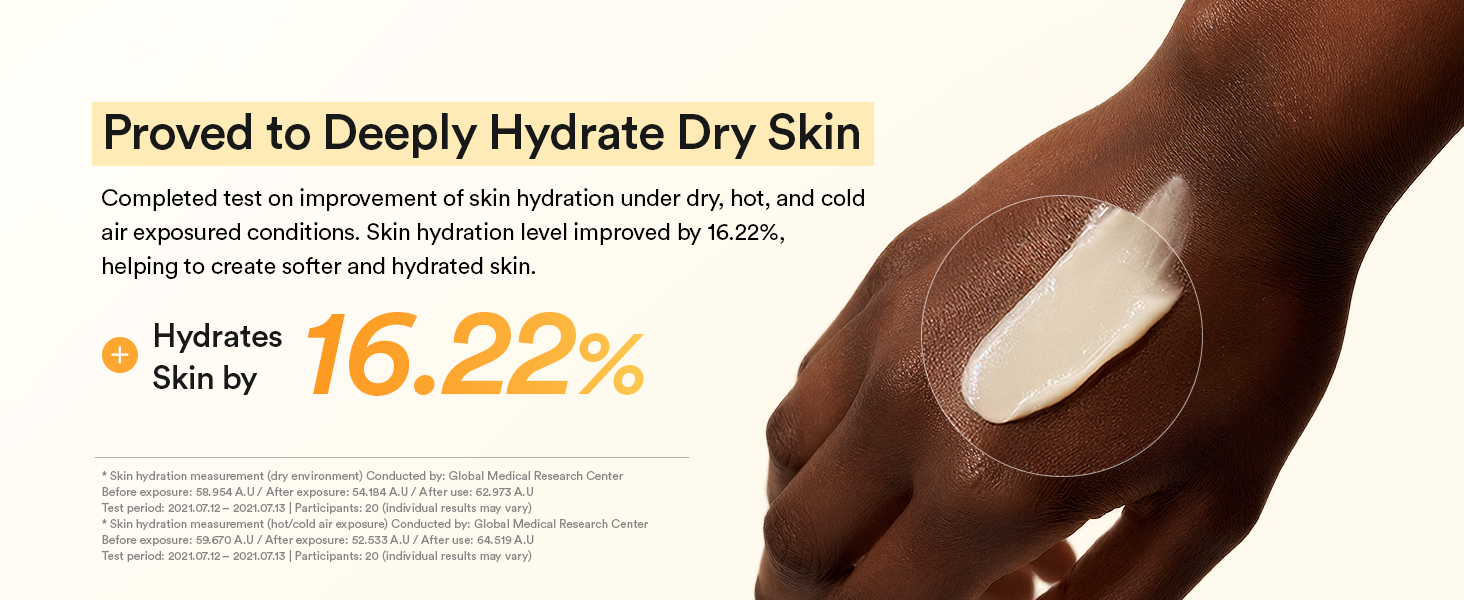 Proved to Deeply Hydrate Dry Skin
Completed test on improvement of skin hydration under dry, hot, and cold
air exposured conditions. Skin hydration level improved by 16.22%,
helping to create softer and hydrated skin.
+ Hydrates
Skin by
16.22%
* Skin hydration measurement (dry environment) Conducted by: Global Medical Research Center
Before exposure: 58.954 A.U / After exposure: 54.184 A.U / After use: 62.973 A.U
Test period: 2021.07.12 – 2021.07.13 | Participants: 20 (individual results may vary)
* Skin hydration measurement (hot/cold air exposure) Conducted by: Global Medical Research Center
Before exposure: 59.670 A.U / After exposure: 52.533 A.U / After use: 64.519 A.U
Test period: 2021.07.12 – 2021.07.13 | Participants: 20 (individual results may vary)